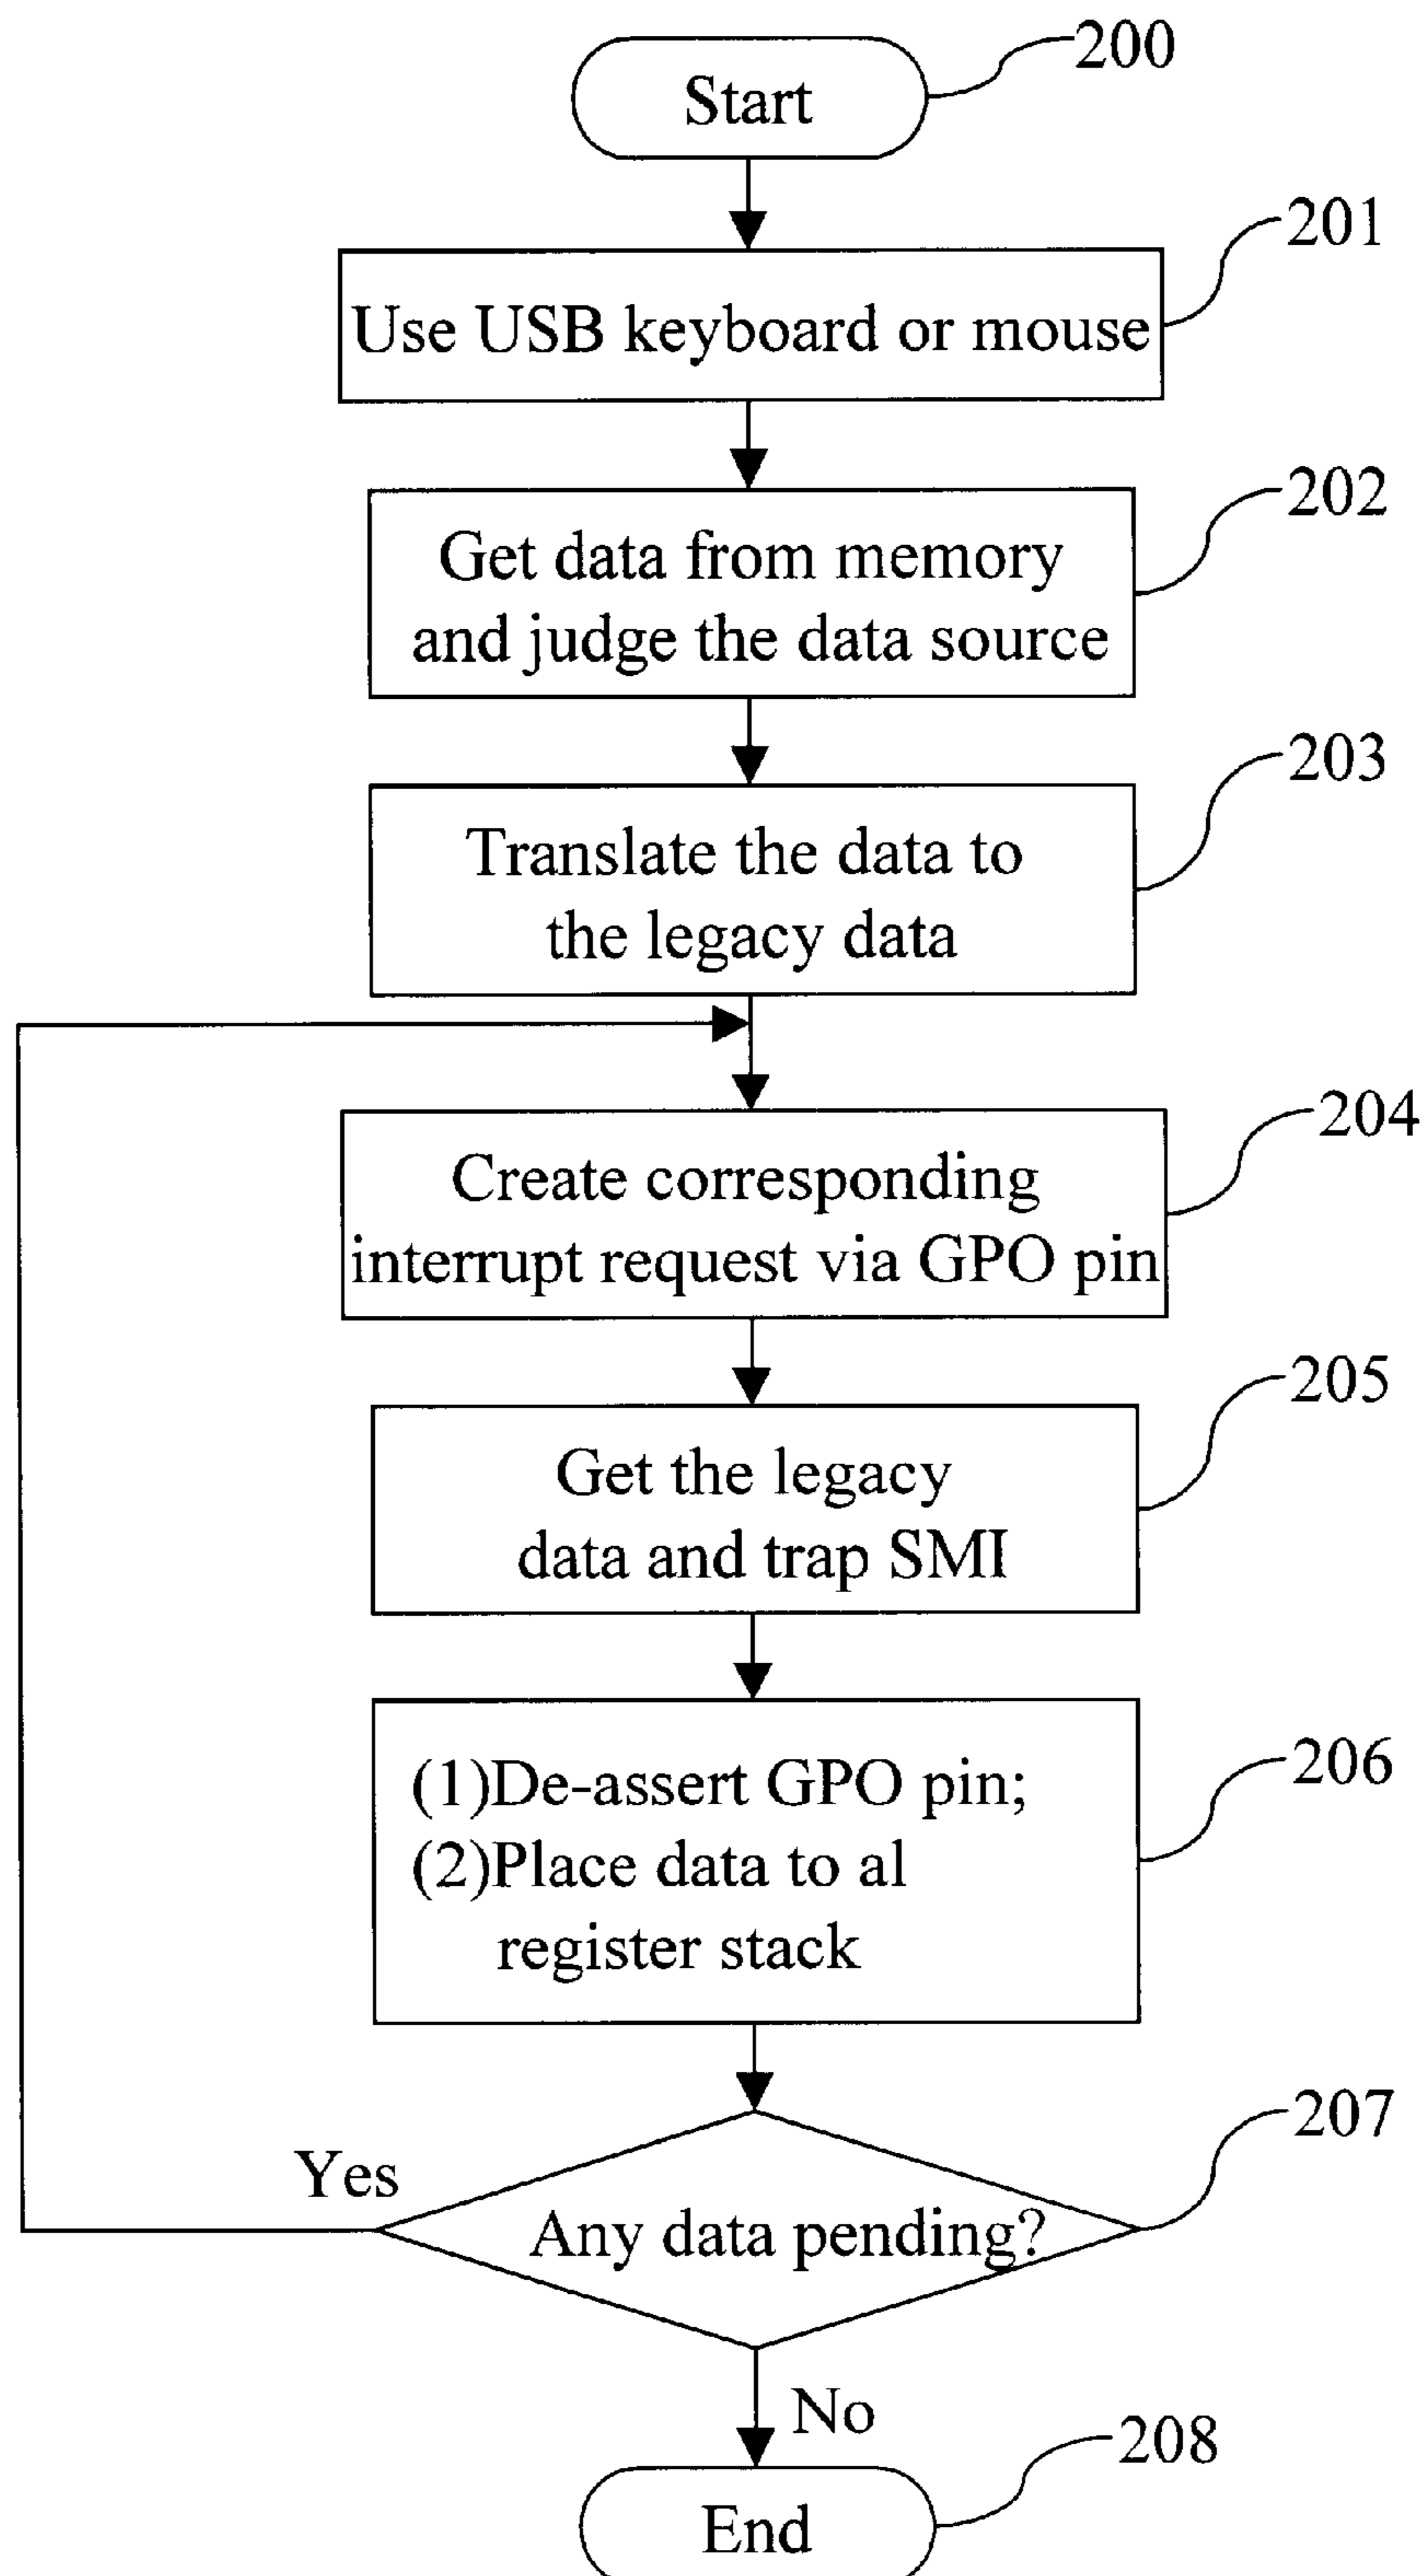 Start
200
201
Use USB keyboard or mouse
202
Get data from memory
and judge the data source
203
Translate the data to
the legacy data
204
Create corresponding
interrupt request via GPO pin
205
Get the legacy
data and trap SMI
206
(1)De-assert GPO pin;
(2)Place data to al
register stack
207
Yes
Any data pending?
No
208
End